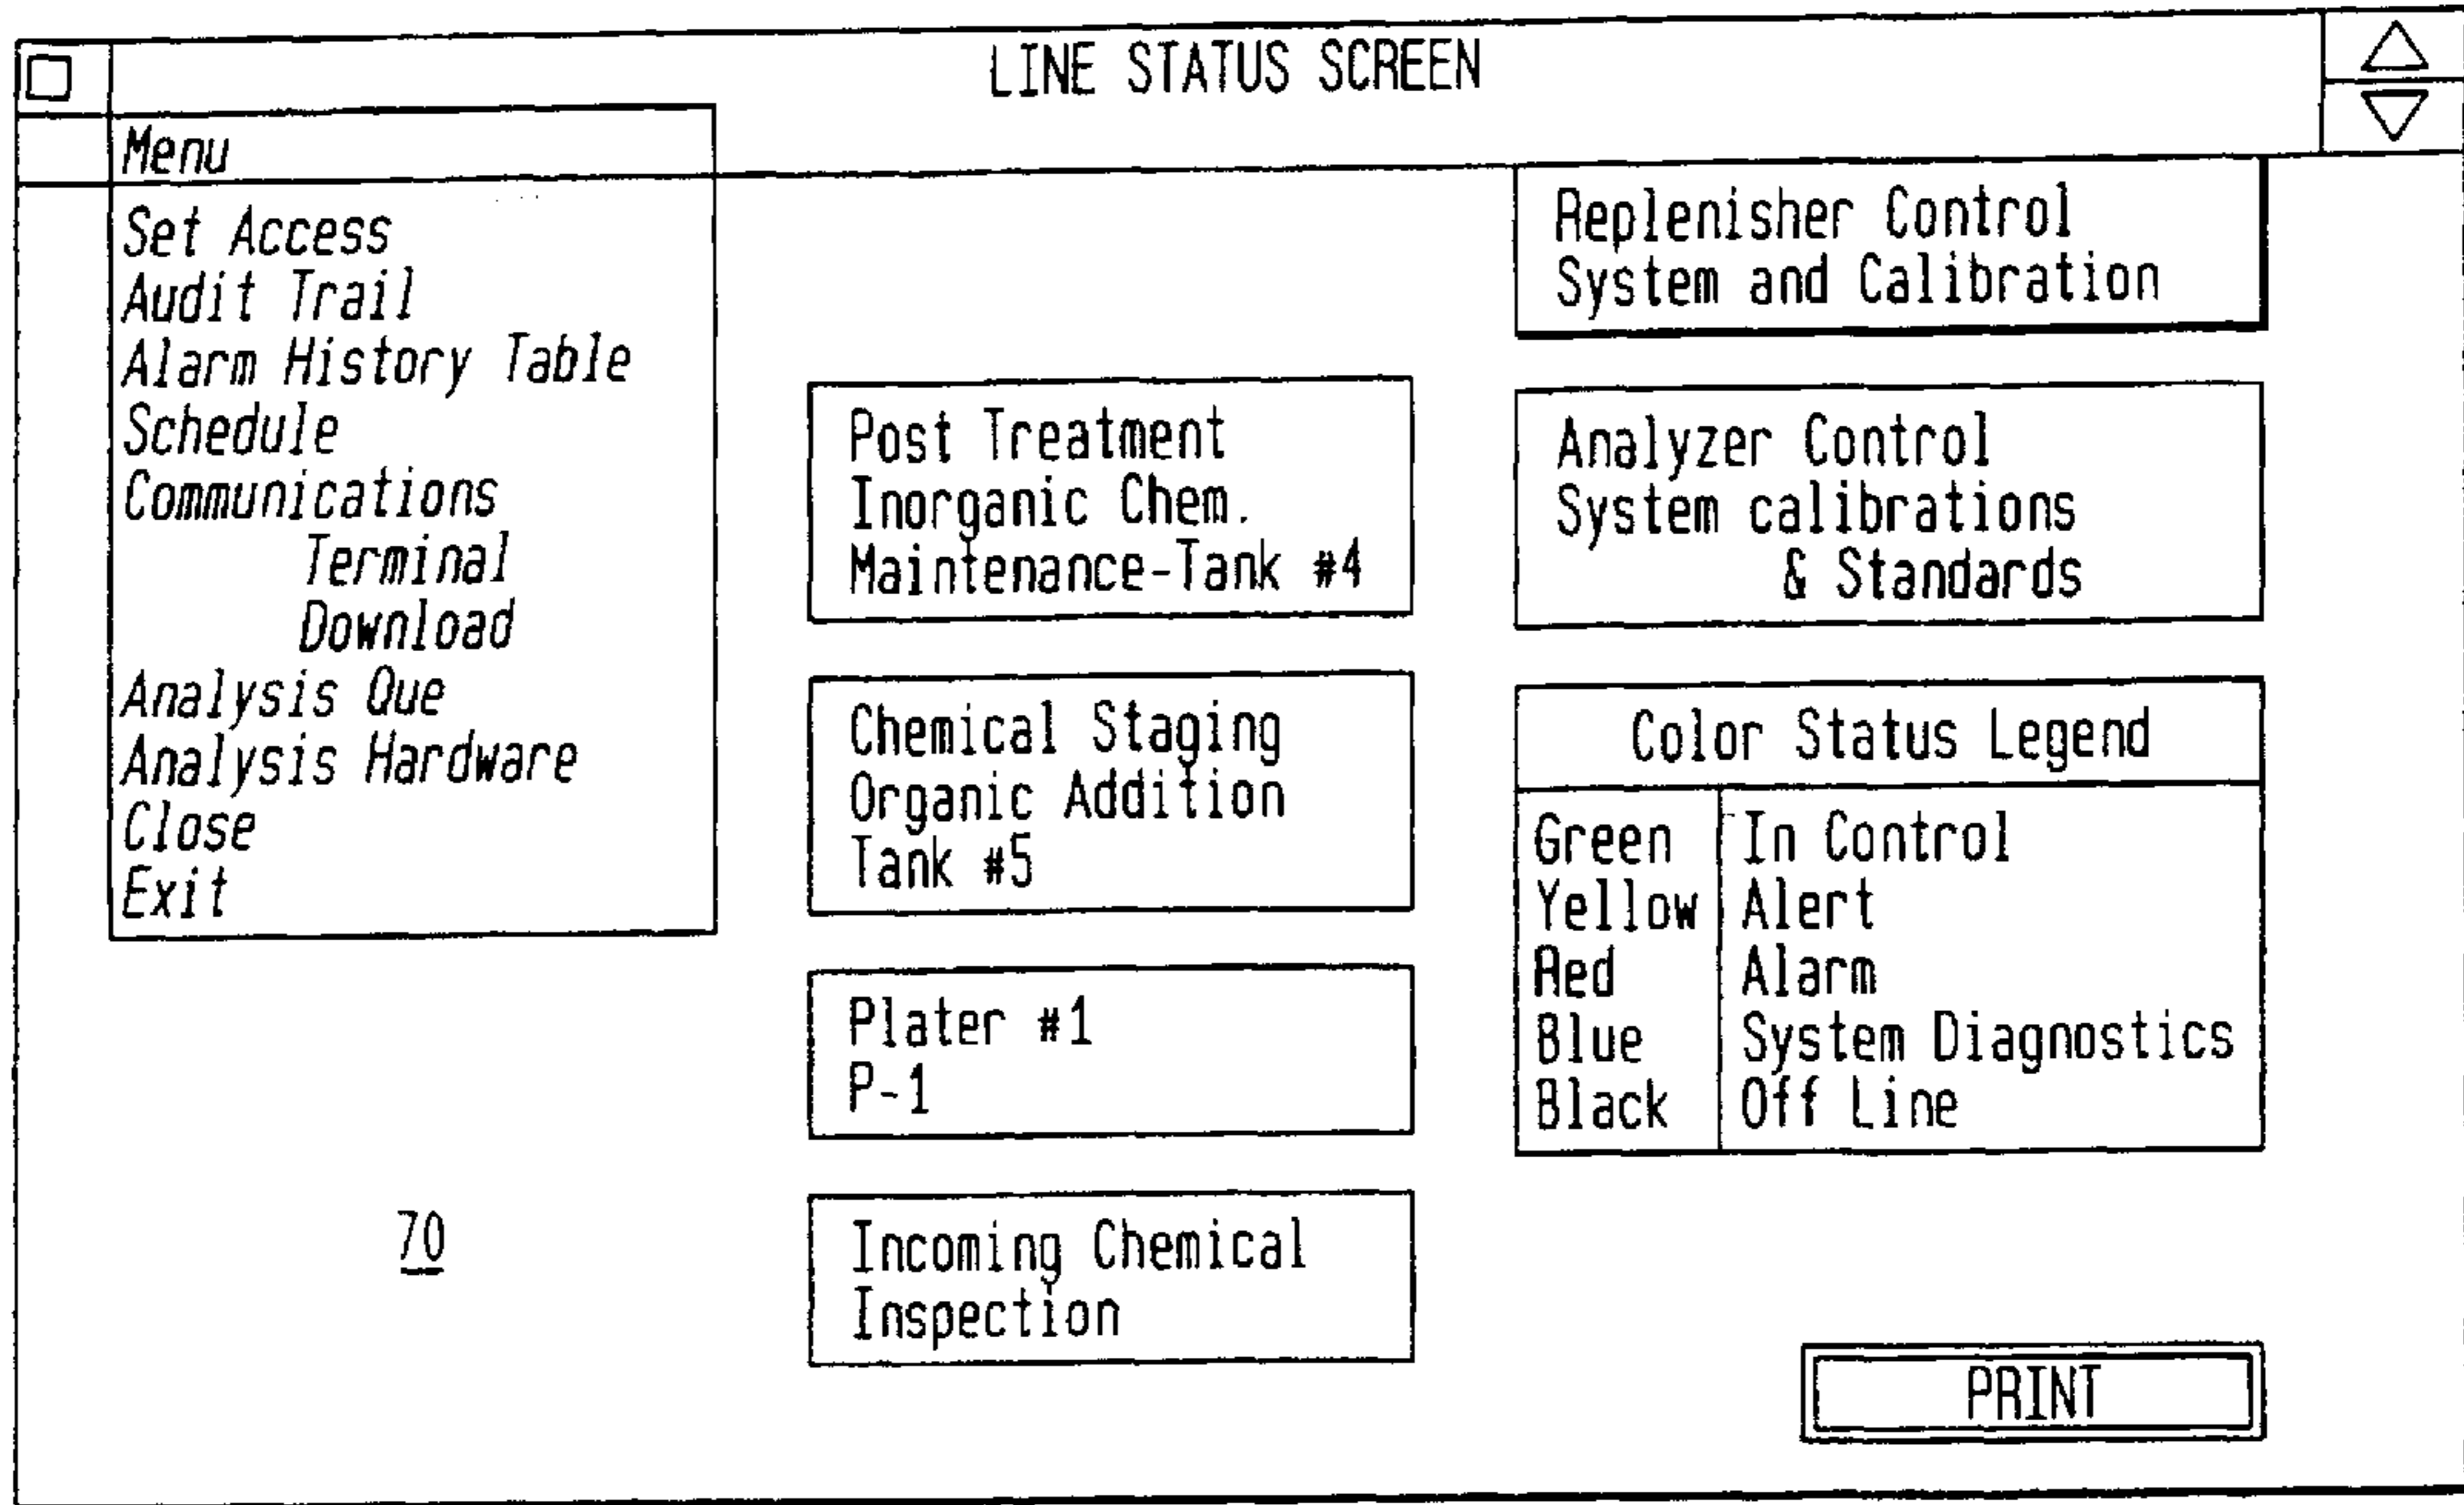 LINE STATUS SCREEN
Menu
Set Access
Audit Trail
Alarm History Table
Schedule
Communications
Terminal
Download
Analysis Que
Analysis Hardware
Close
Exit
70
Post Treatment
Inorganic Chem.
Maintenance-Tank #4
Chemical Staging
Organic Addition
Tank #5
Plater #1
P-1
Incoming Chemical
Inspection
Replenisher Control
System and Calibration
Analyzer Control
System calibrations
& Standards
Color Status Legend
Green In Control
Yellow Alert
Red Alarm
Blue System Diagnostics
Black Off Line
PRINT